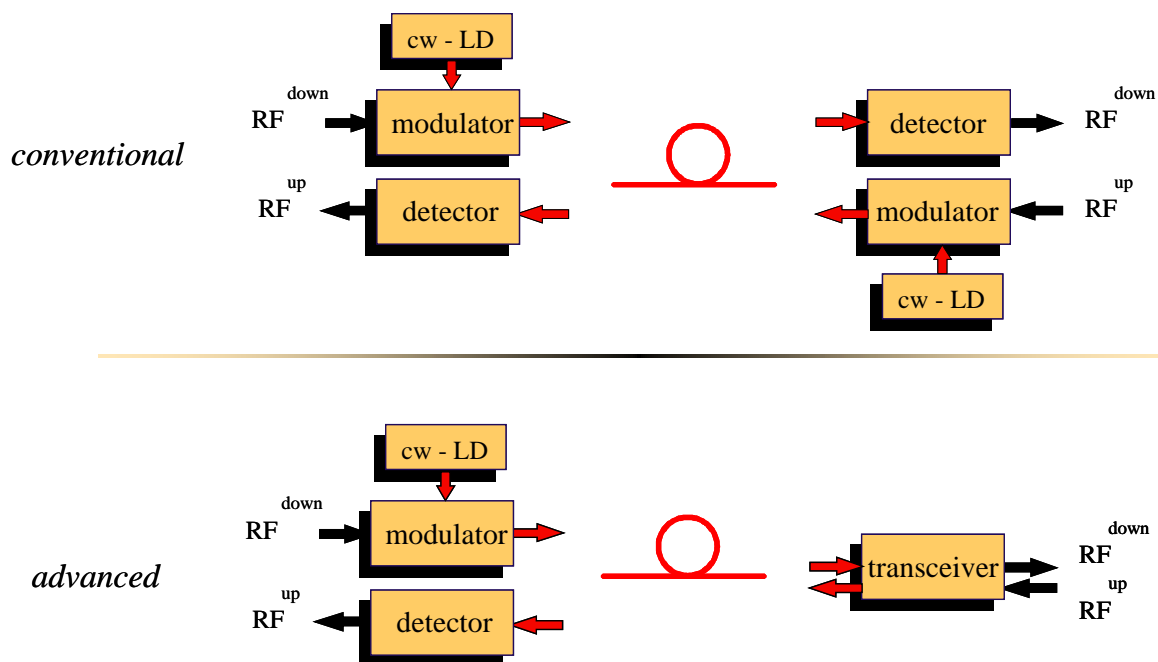 cw - LD
RF down
modulator
detector
RF down
conventional
RF up
detector
modulator
RF up
cw - LD
cw - LD
RF down
modulator
transceiver
RF down
advanced
RF up
detector
RF up